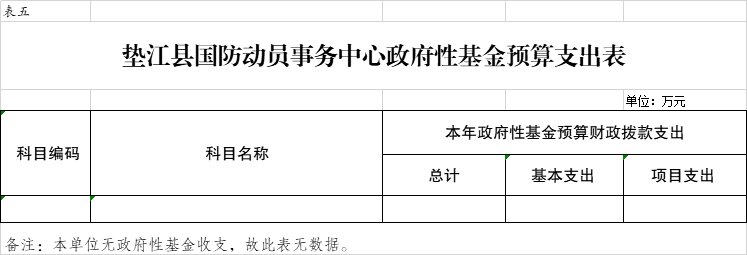 表五
垫江县国防动员事务中心政府性基金预算支出表
单位：万元
科目编码 科目名称 本年政府性基金预算财政拨款支出
总计 基本支出 项目支出
备注：本单位无政府性基金收支，故此表无数据。